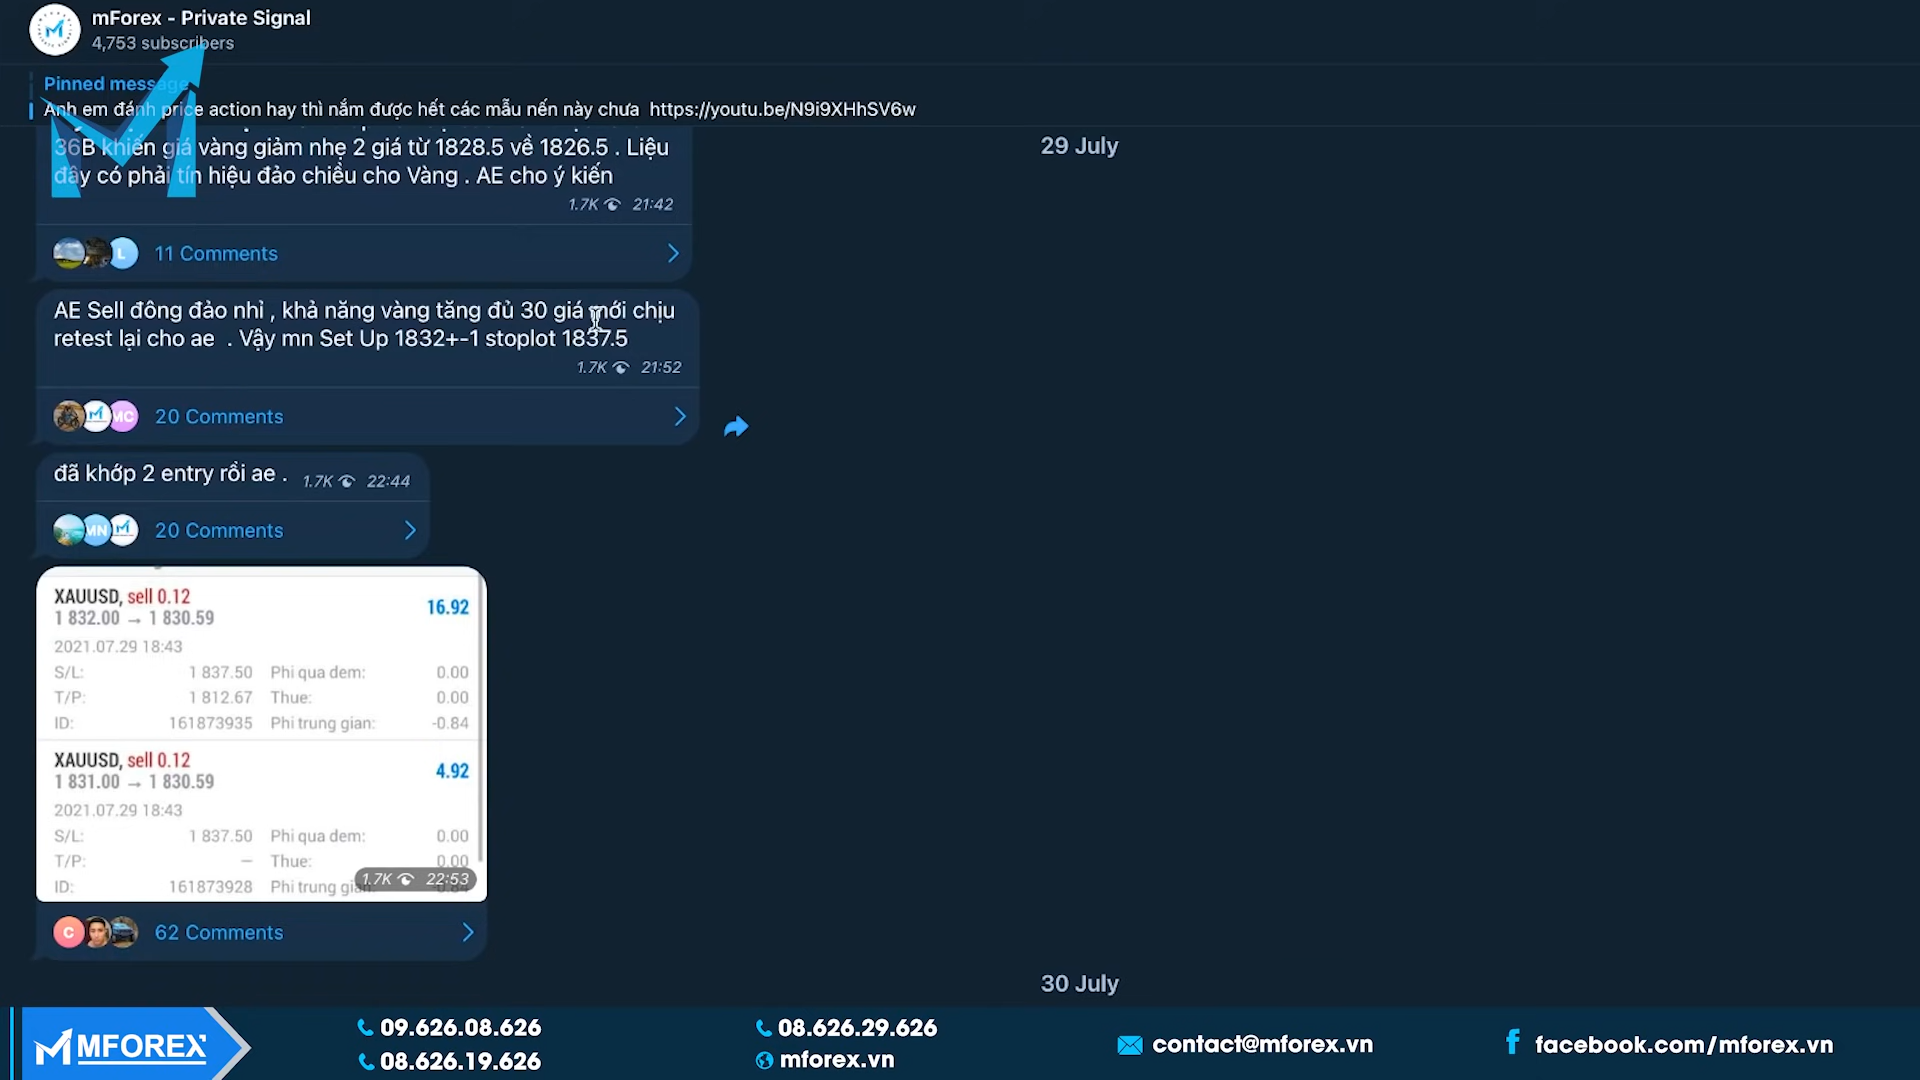 mForex - Private Signal
4,753 subscribers
Pinned message
Anh em đánh price action hay thì nắm được hết các mẫu nến này chưa https://youtu.be/N9i9XHhSV6w
29 July
36B khiến giá vàng giảm nhẹ 2 giá từ 1828.5 về 1826.5 . Liệu
đây có phải tín hiệu đảo chiều cho Vàng . AE cho ý kiến
1.7K 21:42
L
11 Comments
AE Sell đông đảo nhỉ , khả năng vàng tăng đủ 30 giá mới chịu
retest lại cho ae . Vậy mn Set Up 1832+-1 stoplot 1837.5
1.7K 21:52
MC
20 Comments
đã khớp 2 entry rồi ae . 1.7K 22:44
MN
20 Comments
XAUUSD, sell 0.12 16.92
1 832.00 → 1 830.59
2021.07.29 18:43
S/L: 1 837.50 Phi qua dem: 0.00
T/P: 1 812.67 Thue: 0.00
ID: 161873935 Phi trung gian: -0.84
XAUUSD, sell 0.12 4.92
1 831.00 → 1 830.59
2021.07.29 18:43
S/L: 1 837.50 Phi qua dem: 0.00
T/P: – Thue: 0.00
1.7K 22:53
ID: 161873928 Phi trung
C
62 Comments
30 July
MFOREX
09.626.08.626
08.626.19.626
08.626.29.626
mforex.vn
contact@mforex.vn
facebook.com/mforex.vn